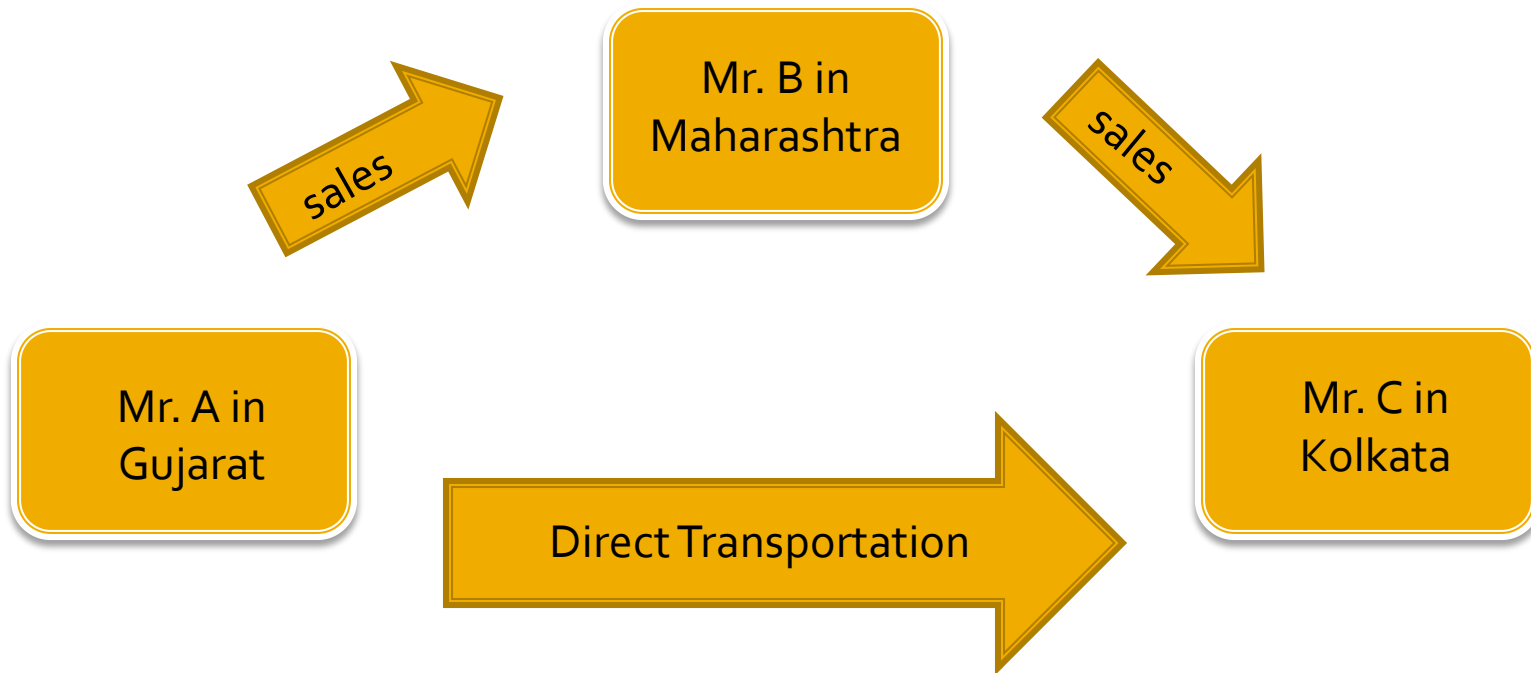 Mr. B in
Maharashtra
sales
sales
Mr. A in
Gujarat
Mr. C in
Kolkata
Direct Transportation